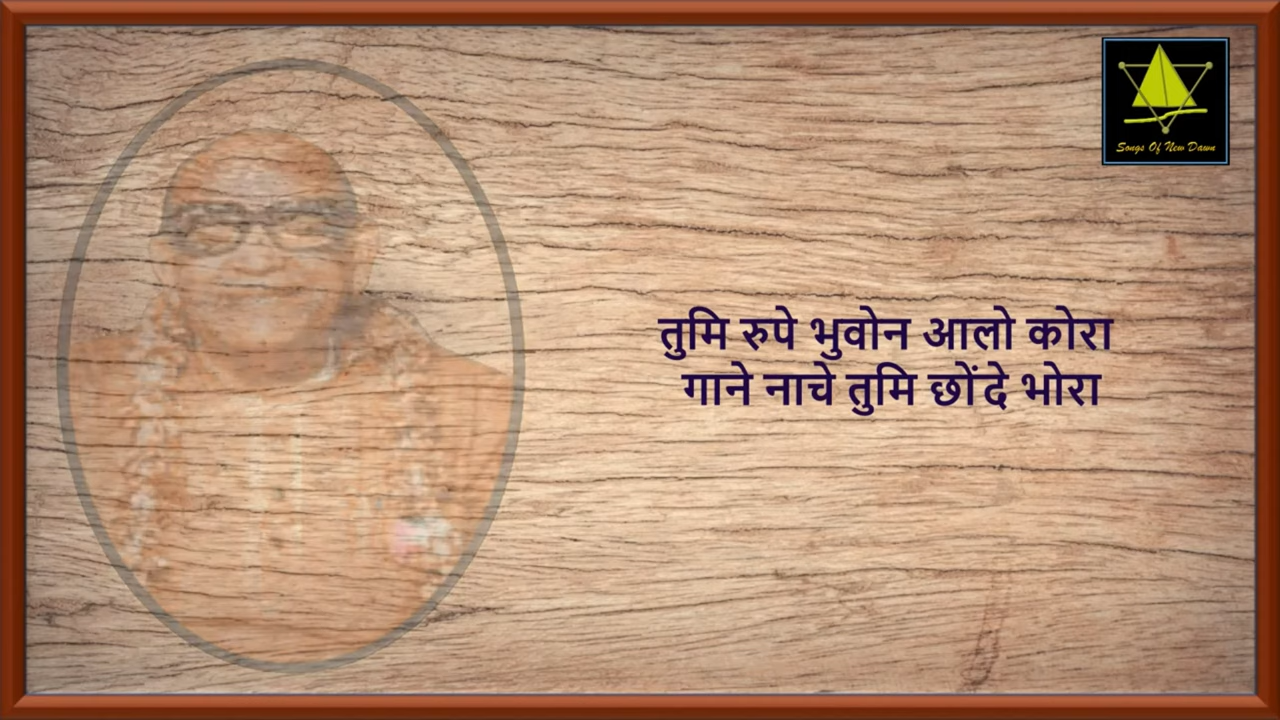 Songs Of New Dawn
तुमि रुपे भुवोन आलो कोरा
गाने नाचे तुमि छोंदे भोरा